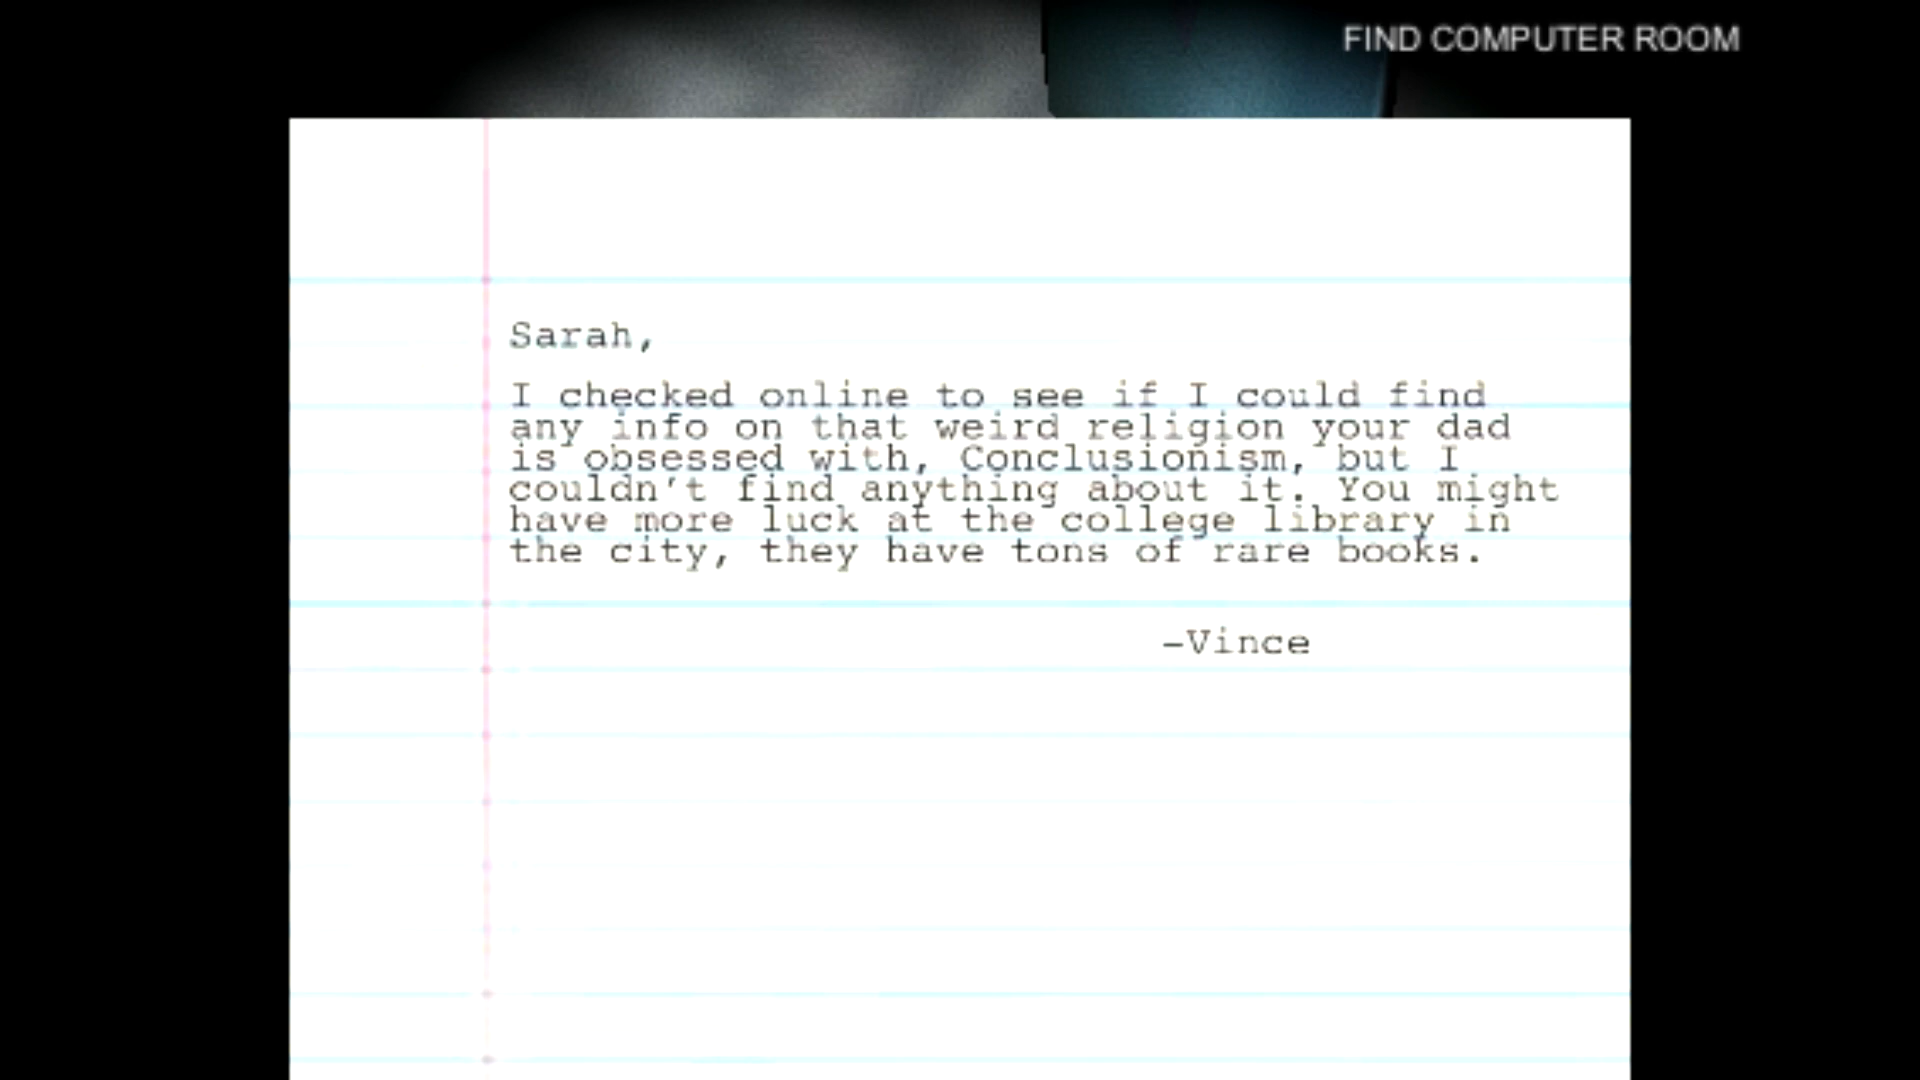 FIND COMPUTER ROOM
Sarah,
I checked online to see if I could find
any info on that weird religion your dad
is obsessed with, Conclusionism, but I
couldn't find anything about it. You might
have more luck at the college library in
the city, they have tons of rare books.
-Vince